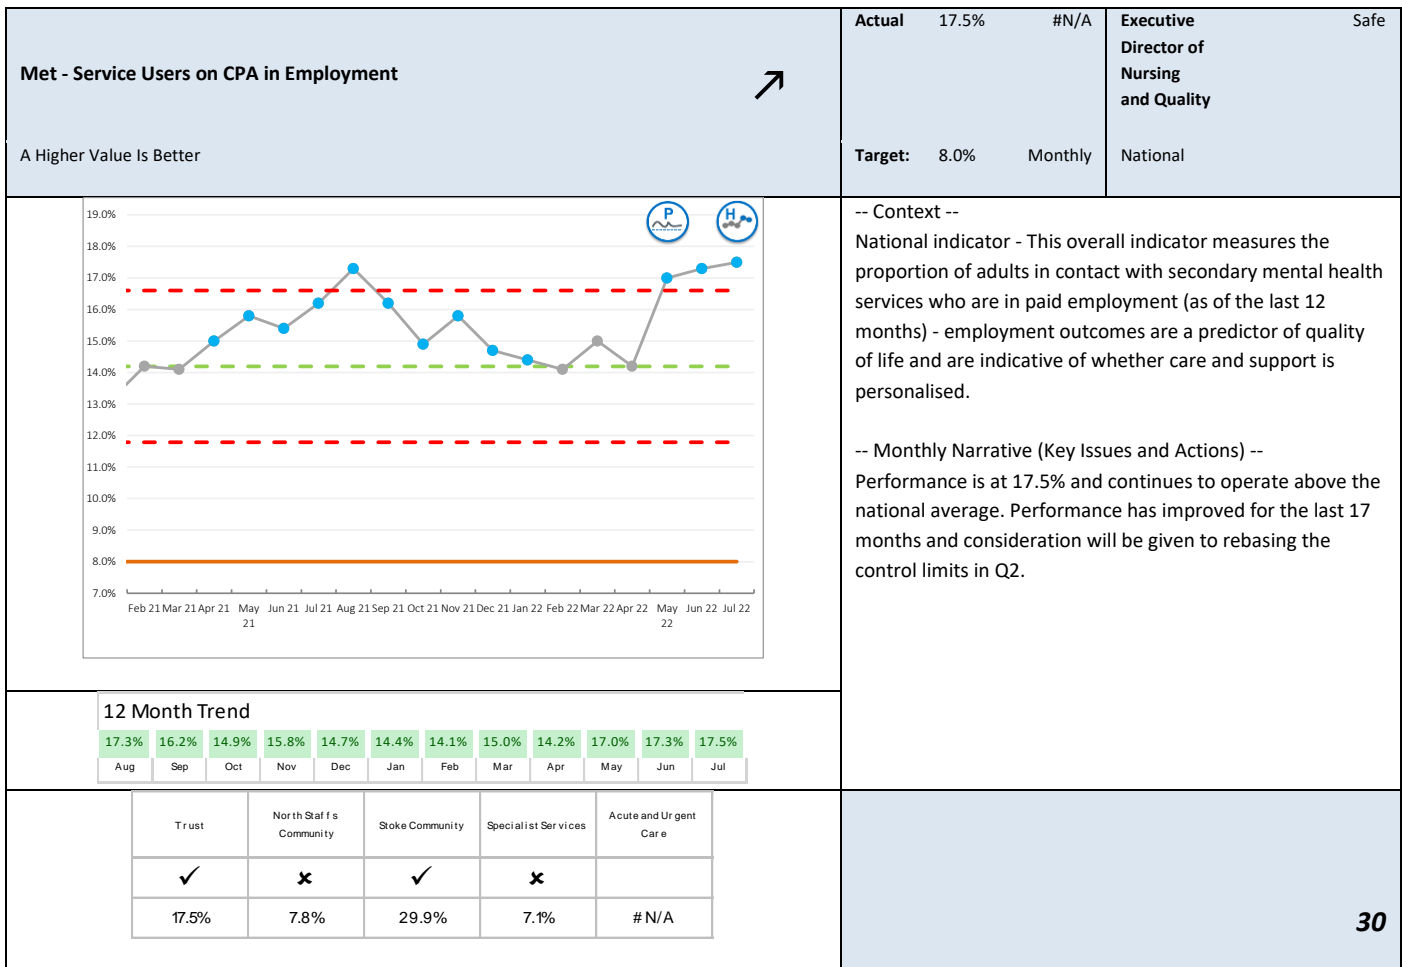 Met - Service Users on CPA in Employment
↗
A Higher Value Is Better
Actual 17.5% #N/A
Target: 8.0% Monthly
Executive
Director of
Nursing
and Quality
Safe
National
P
H
19.0%
18.0%
17.0%
16.0%
15.0%
14.0%
13.0%
12.0%
11.0%
10.0%
9.0%
8.0%
7.0%
Feb 21 Mar 21 Apr 21 May 21 Jun 21 Jul 21 Aug 21 Sep 21 Oct 21 Nov 21 Dec 21 Jan 22 Feb 22 Mar 22 Apr 22 May 22 Jun 22 Jul 22
-- Context --
National indicator - This overall indicator measures the
proportion of adults in contact with secondary mental health
services who are in paid employment (as of the last 12
months) - employment outcomes are a predictor of quality
of life and are indicative of whether care and support is
personalised.
-- Monthly Narrative (Key Issues and Actions) --
Performance is at 17.5% and continues to operate above the
national average. Performance has improved for the last 17
months and consideration will be given to rebasing the
control limits in Q2.
12 Month Trend
17.3% 16.2% 14.9% 15.8% 14.7% 14.4% 14.1% 15.0% 14.2% 17.0% 17.3% 17.5%
Aug Sep Oct Nov Dec Jan Feb Mar Apr May Jun Jul
Trust North Staffs Community Stoke Community Specialist Services Acute and Urgent Care
✓ ✗ ✓ ✗
17.5% 7.8% 29.9% 7.1% #N/A
30